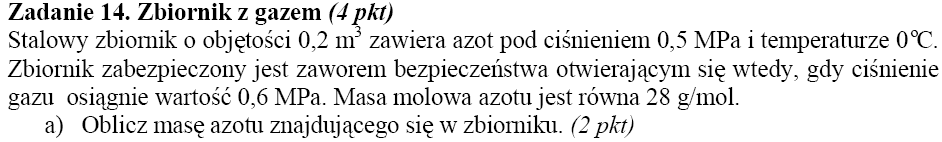 Zadanie 14. Zbiornik z gazem (4 pkt)
Stalowy zbiornik o objętości 0,2 m³ zawiera azot pod ciśnieniem 0,5 MPa i temperaturze 0°C.
Zbiornik zabezpieczony jest zaworem bezpieczeństwa otwierającym się wtedy, gdy ciśnienie
gazu osiągnie wartość 0,6 MPa. Masa molowa azotu jest równa 28 g/mol.
a) Oblicz masę azotu znajdującego się w zbiorniku. (2 pkt)